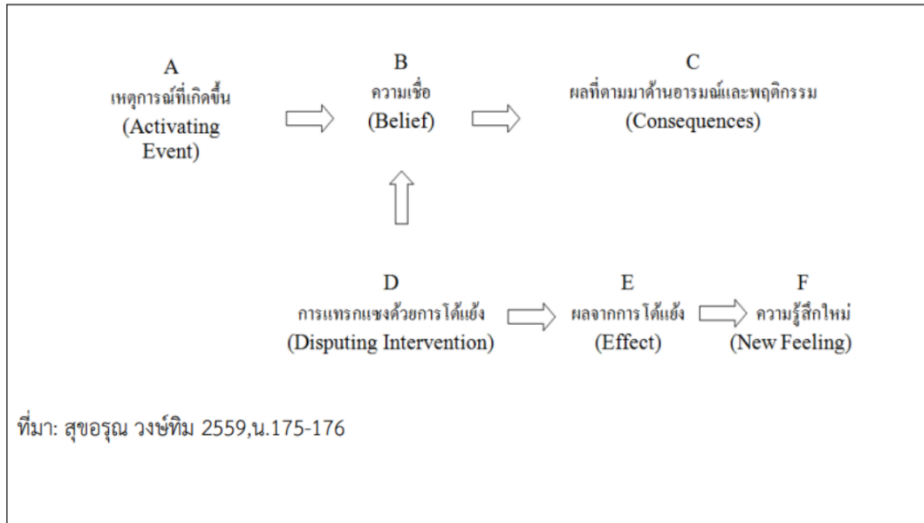 A
เหตุการณ์ที่เกิดขึ้น
(Activating
Event)
B
ความเชื่อ
(Belief)
C
ผลที่ตามมาด้านอารมณ์และพฤติกรรม
(Consequences)
D
การแทรกแซงด้วยการโต้แย้ง
(Disputing Intervention)
E
ผลจากการโต้แย้ง
(Effect)
F
ความรู้สึกใหม่
(New Feeling)
ที่มา: สุขอรุณ วงษ์ทิม 2559,น.175-176